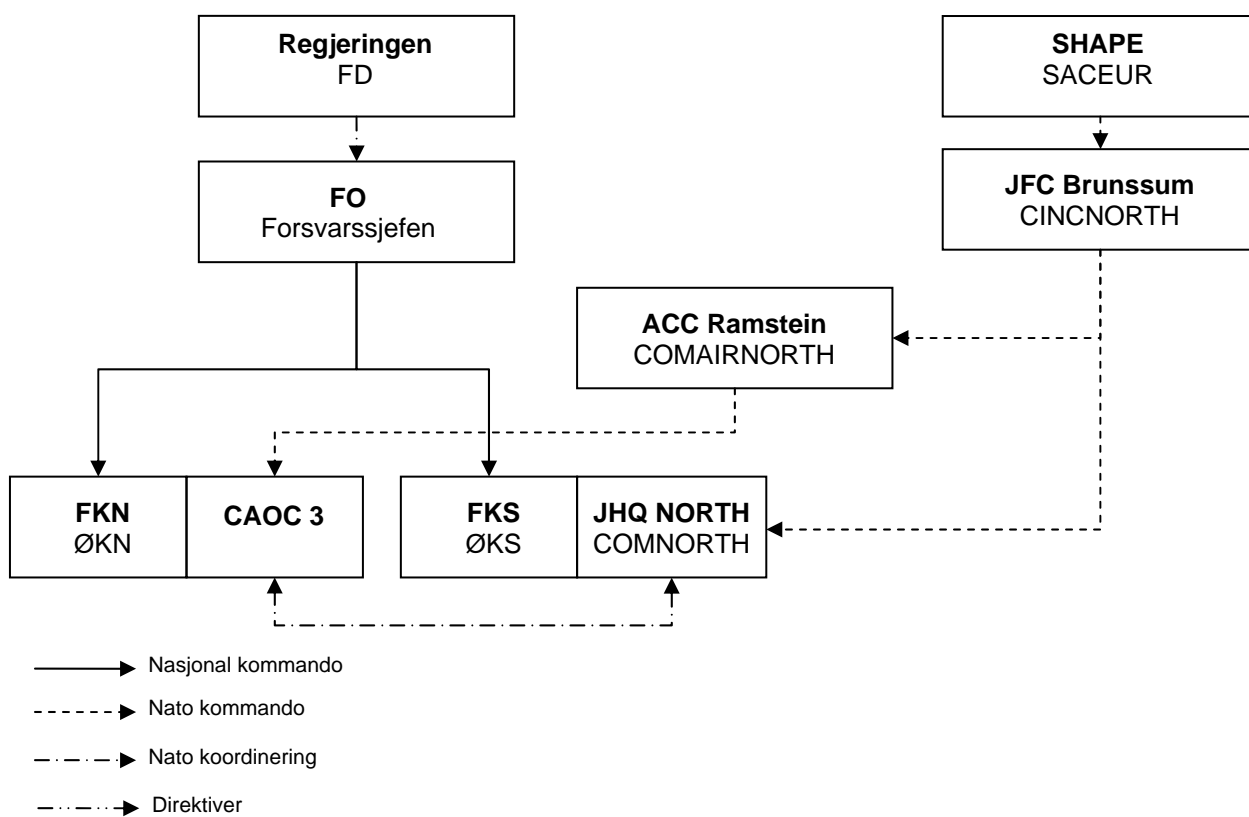 Regjeringen
FD
SHAPE
SACEUR
FO
Forsvarssjefen
JFC Brunssum
CINCNORTH
ACC Ramstein
COMAIRNORTH
FKN
ØKN
CAOC 3
FKS
ØKS
JHQ NORTH
COMNORTH
Nasjonal kommando
Nato kommando
Nato koordinering
Direktiver